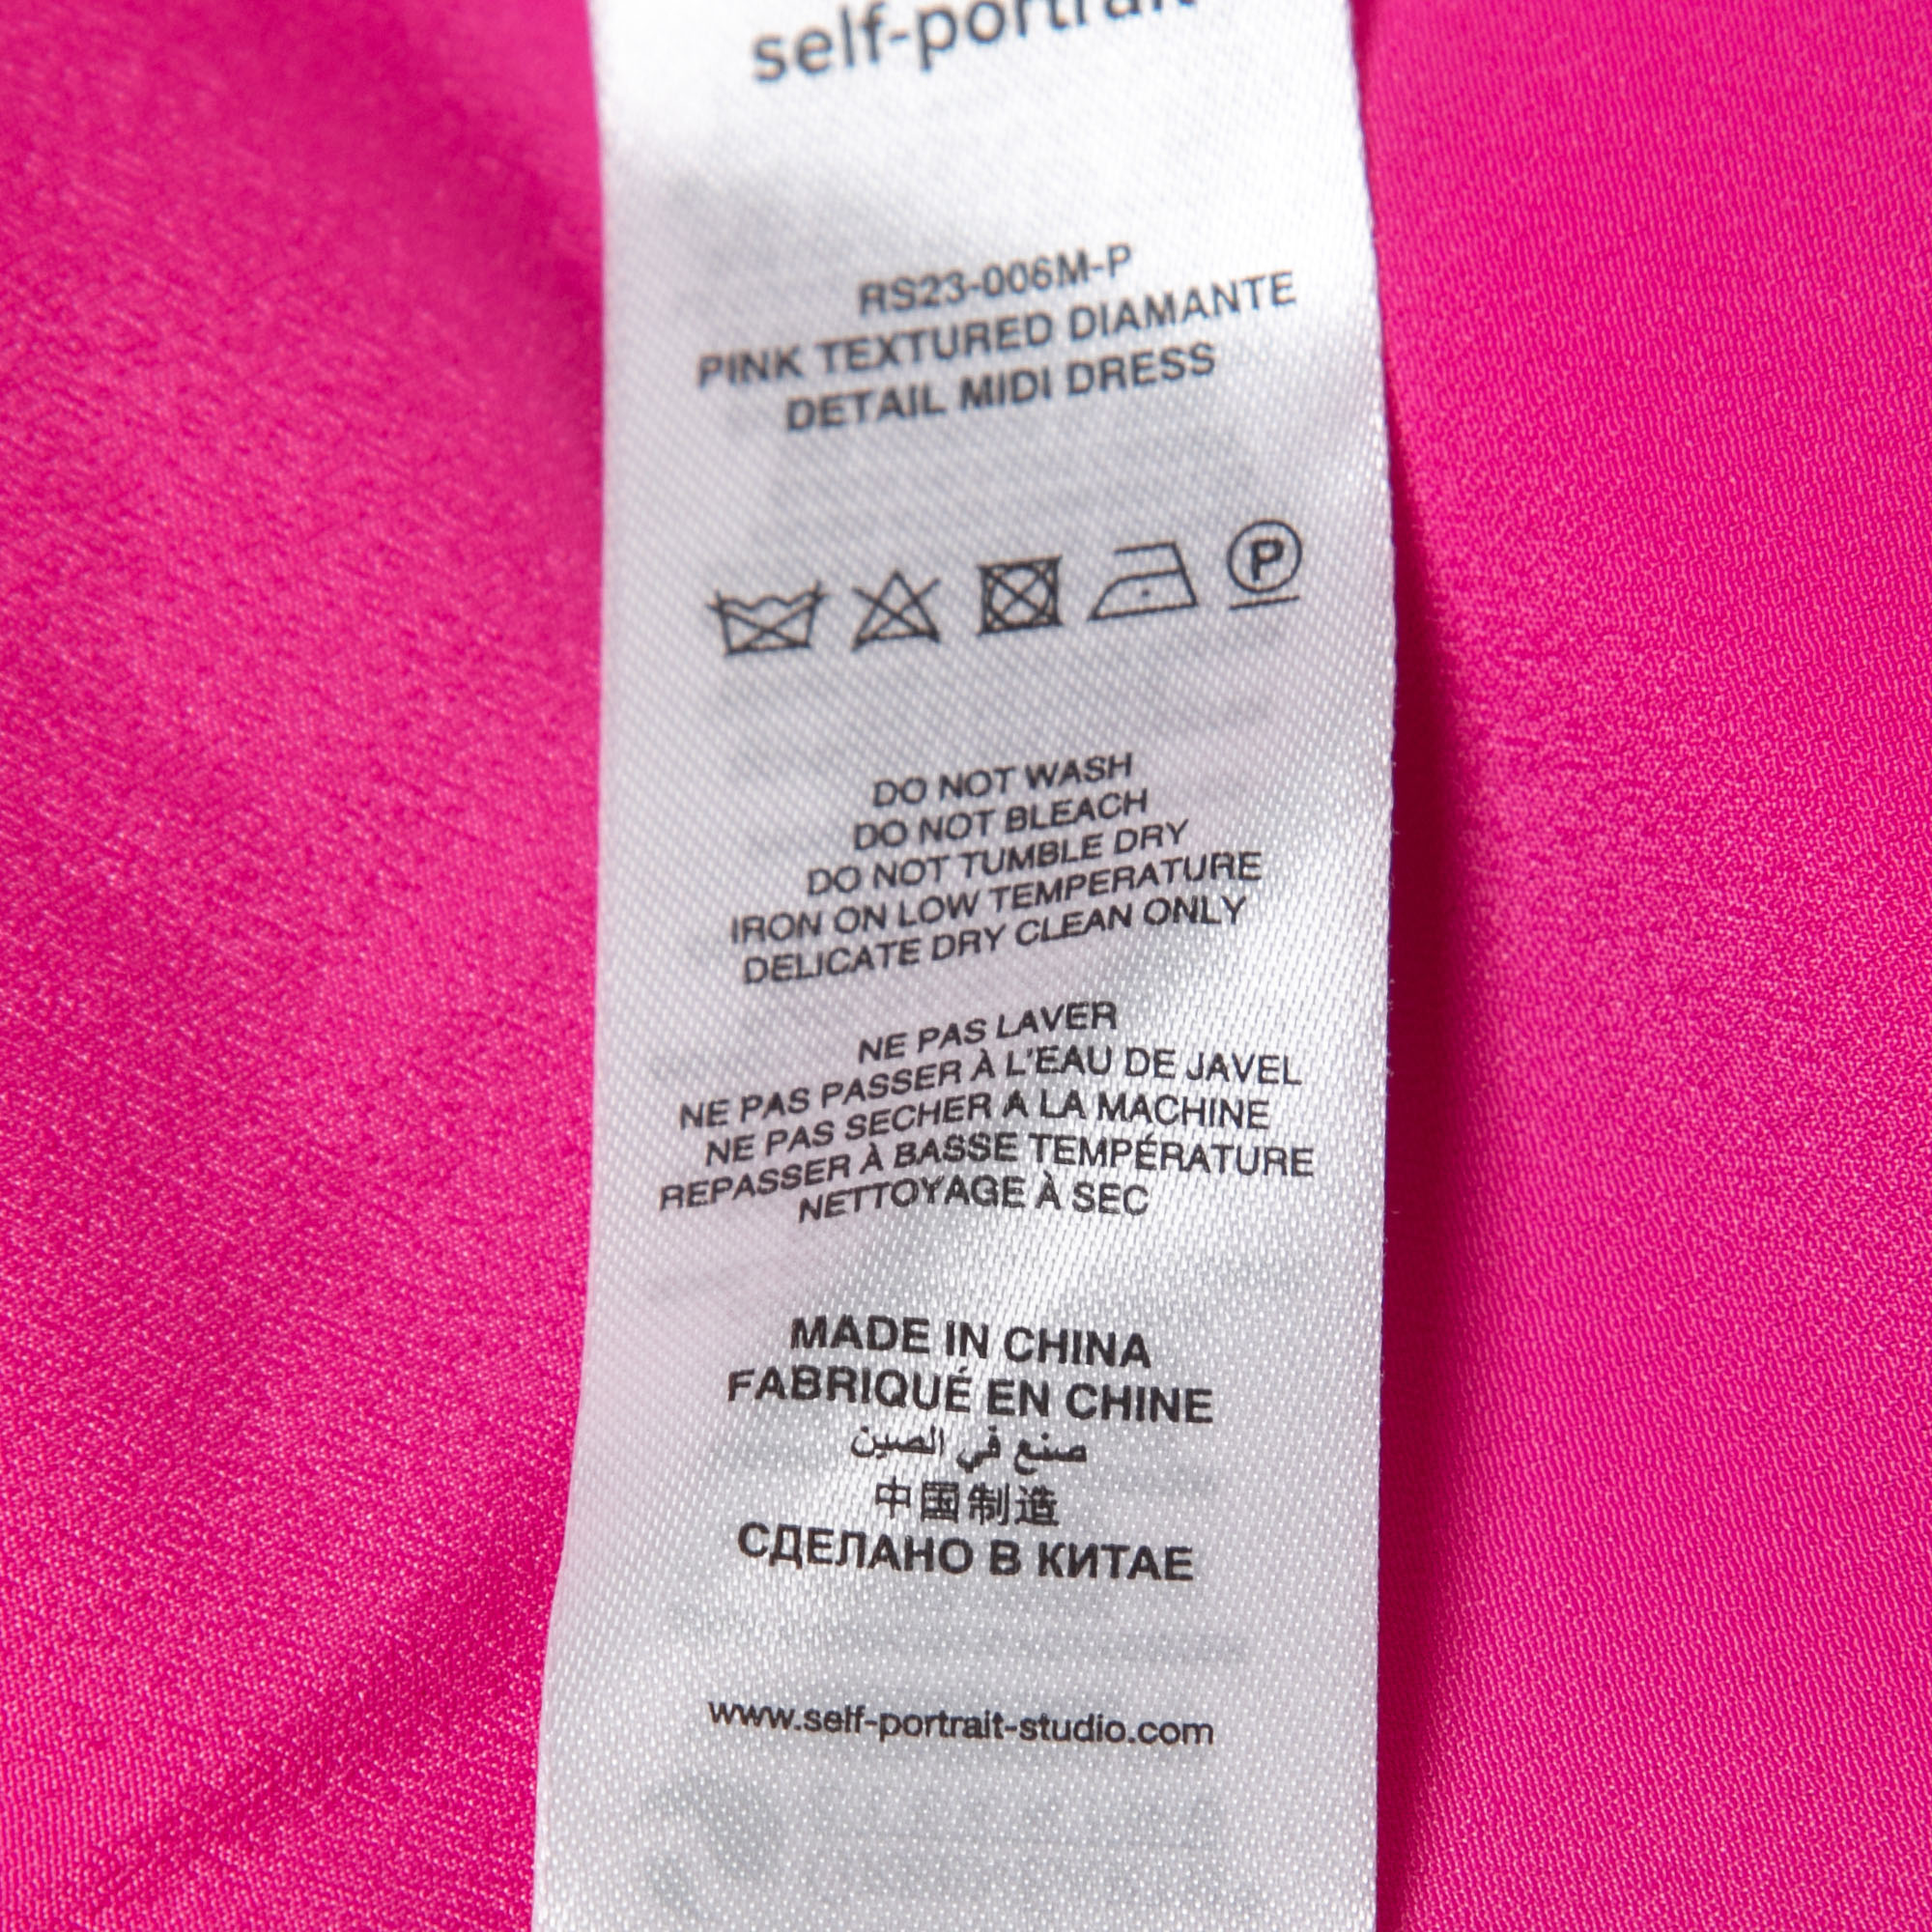 self-portrait
RS23-006M-P
PINK TEXTURED DIAMANTE
DETAIL MIDI DRESS
P
DO NOT WASH
DO NOT BLEACH
DO NOT TUMBLE DRY
IRON ON LOW TEMPERATURE
DELICATE DRY CLEAN ONLY
NE PAS LAVER
NE PAS PASSER À L'EAU DE JAVEL
NE PAS SECHER A LA MACHINE
REPASSER À BASSE TEMPÉRATURE
NETTOYAGE À SEC
MADE IN CHINA
FABRIQUÉ EN CHINE
صنع في الصين
中国制造
СДЕЛАНО В КИТАЕ
www.self-portrait-studio.com